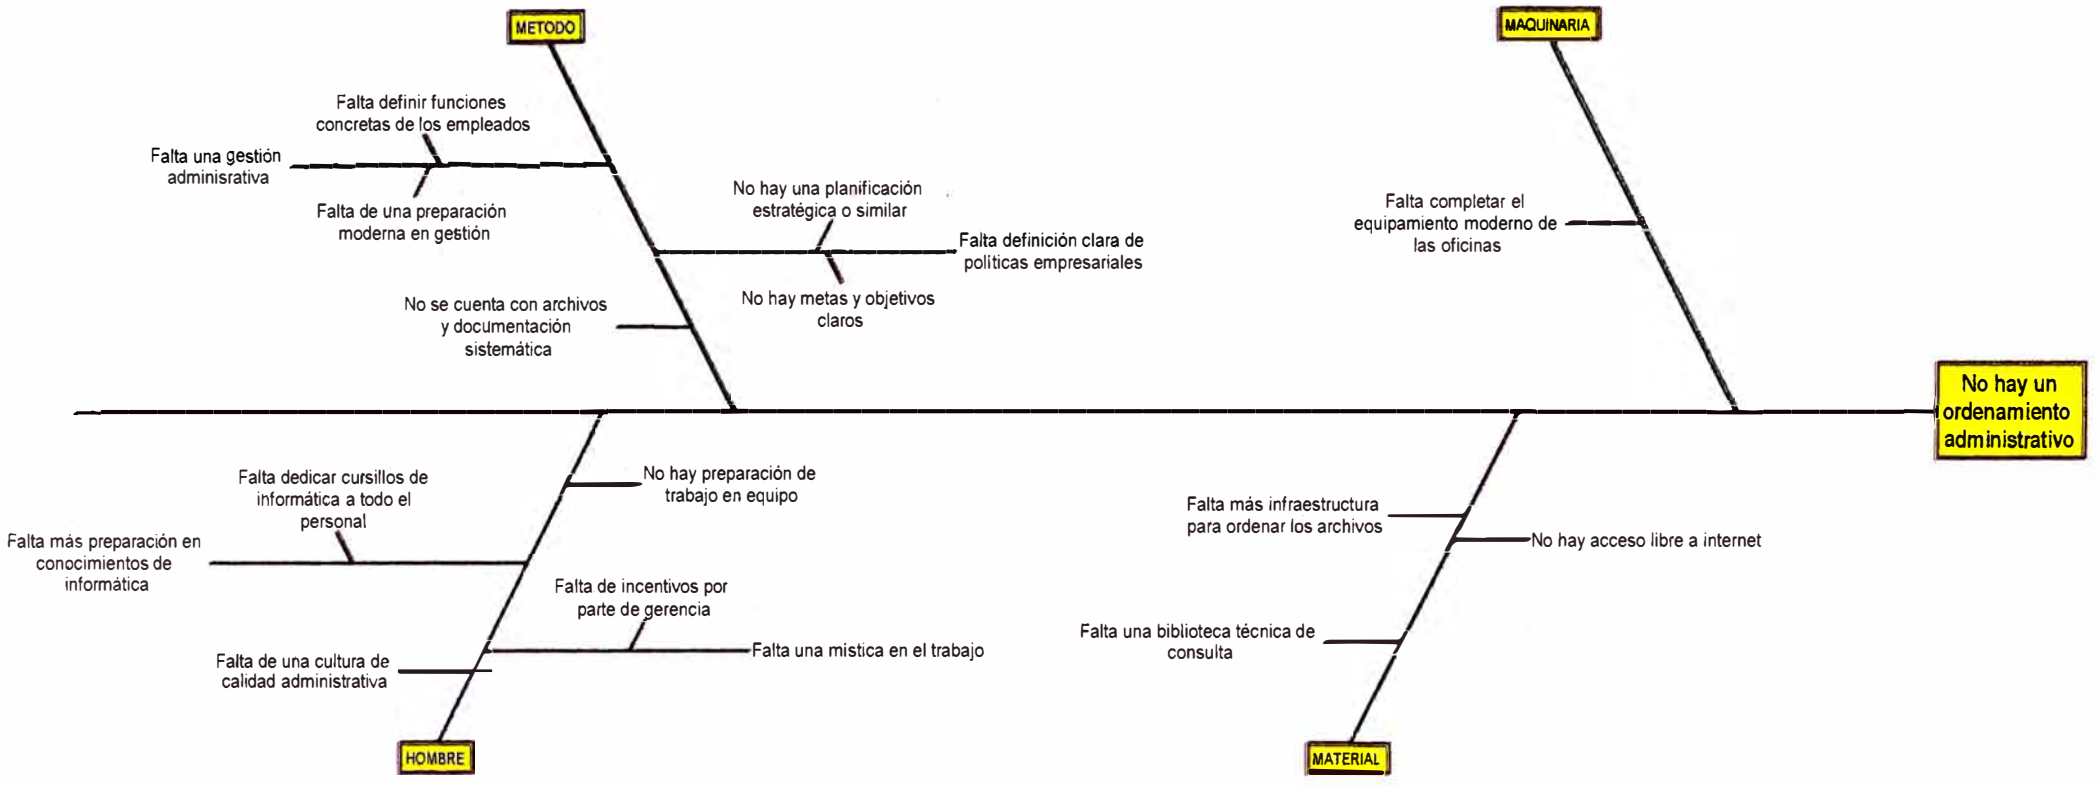 METODO
MAQUINARIA
Falta definir funciones
concretas de los empleados
Falta una gestión
adminisrativa
Falta de una preparación
moderna en gestión
No hay una planificación
estratégica o similar
Falta definición clara de
políticas empresariales
No hay metas y objetivos
claros
No se cuenta con archivos
y documentación
sistemática
Falta completar el
equipamiento moderno de
las oficinas
No hay un
ordenamiento
administrativo
No hay preparación de
trabajo en equipo
Falta dedicar cursillos de
informática a todo el
personal
Falta más preparación en
conocimientos de
informática
Falta de incentivos por
parte de gerencia
Falta una mistica en el trabajo
Falta de una cultura de
calidad administrativa
HOMBRE
Falta más infraestructura
para ordenar los archivos
No hay acceso libre a internet
Falta una biblioteca técnica de
consulta
MATERIAL